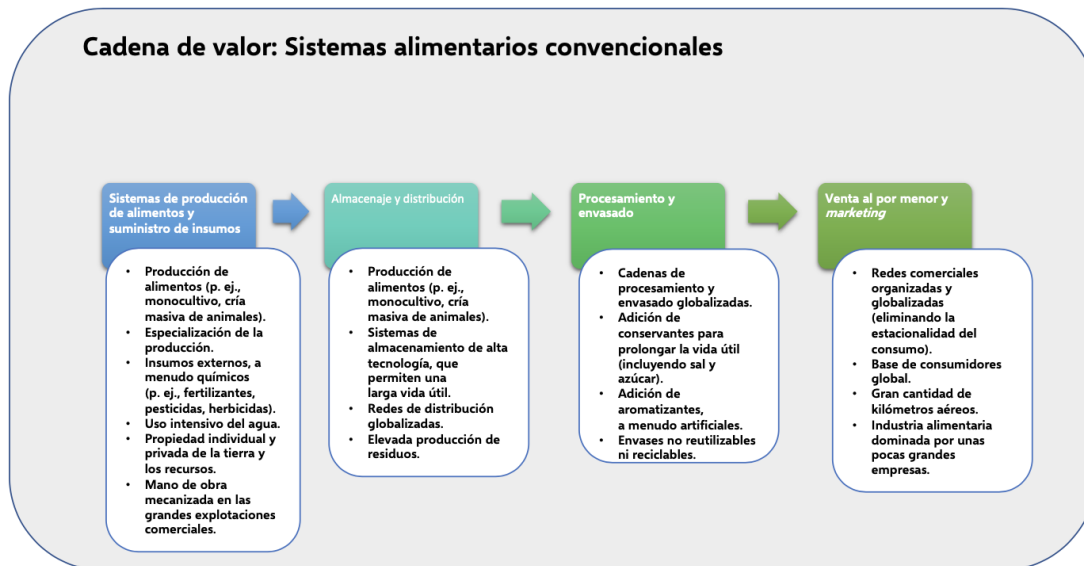 Cadena de valor: Sistemas alimentarios convencionales
Sistemas de producción
de alimentos y
suministro de insumos
• Producción de
alimentos (p. ej.,
monocultivo, cría
masiva de animales).
• Especialización de la
producción.
• Insumos externos, a
menudo químicos
(p. ej., fertilizantes,
pesticidas, herbicidas).
• Uso intensivo del agua.
• Propiedad individual y
privada de la tierra y
los recursos.
• Mano de obra
mecanizada en las
grandes explotaciones
comerciales.
Almacenaje y distribución
• Producción de
alimentos (p. ej.,
monocultivo, cría
masiva de animales).
• Sistemas de
almacenamiento de alta
tecnología, que
permiten una
larga vida útil.
• Redes de distribución
globalizadas.
• Elevada producción de
residuos.
Procesamiento y
envasado
• Cadenas de
procesamiento y
envasado globalizadas.
• Adición de
conservantes para
prolongar la vida útil
(incluyendo sal y
azúcar).
• Adición de
aromatizantes,
a menudo artificiales.
• Envases no reutilizables
ni reciclables.
Venta al por menor y
marketing
• Redes comerciales
organizadas y
globalizadas
(eliminando la
estacionalidad del
consumo).
• Base de consumidores
global.
• Gran cantidad de
kilómetros aéreos.
• Industria alimentaria
dominada por unas
pocas grandes
empresas.